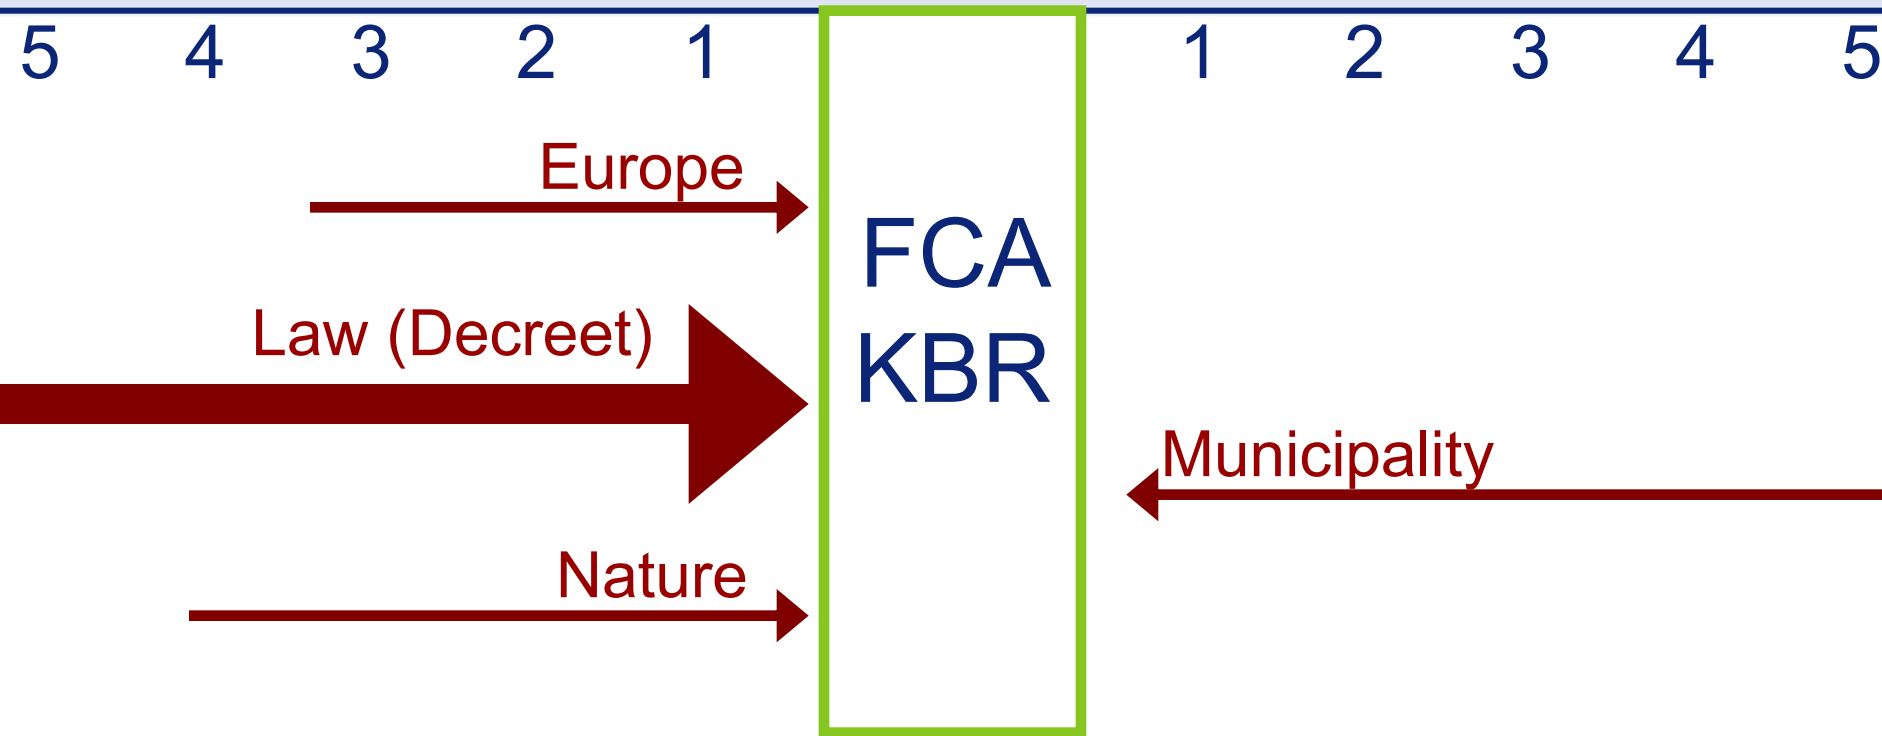 5 4 3 2 1 1 2 3 4 5
Europe
FCA
KBR
Law (Decreet)
Municipality
Nature